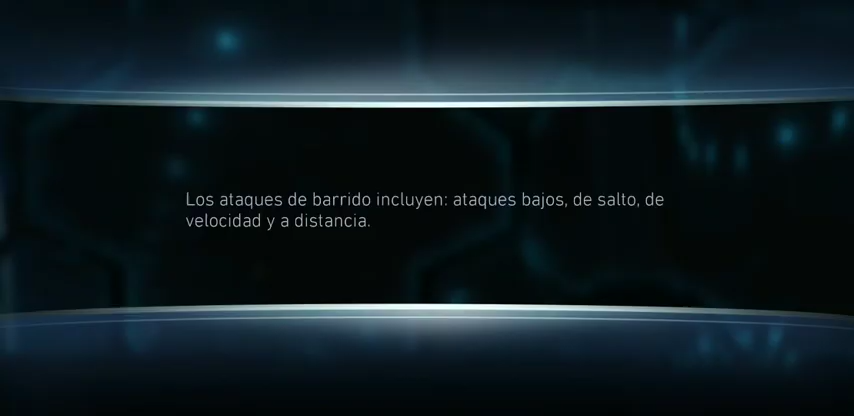 Los ataques de barrido incluyen: ataques bajos, de salto, de
velocidad y a distancia.